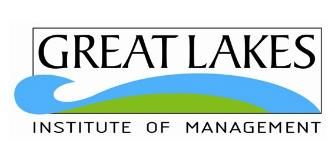 GREAT LAKES
INSTITUTE OF MANAGEMENT